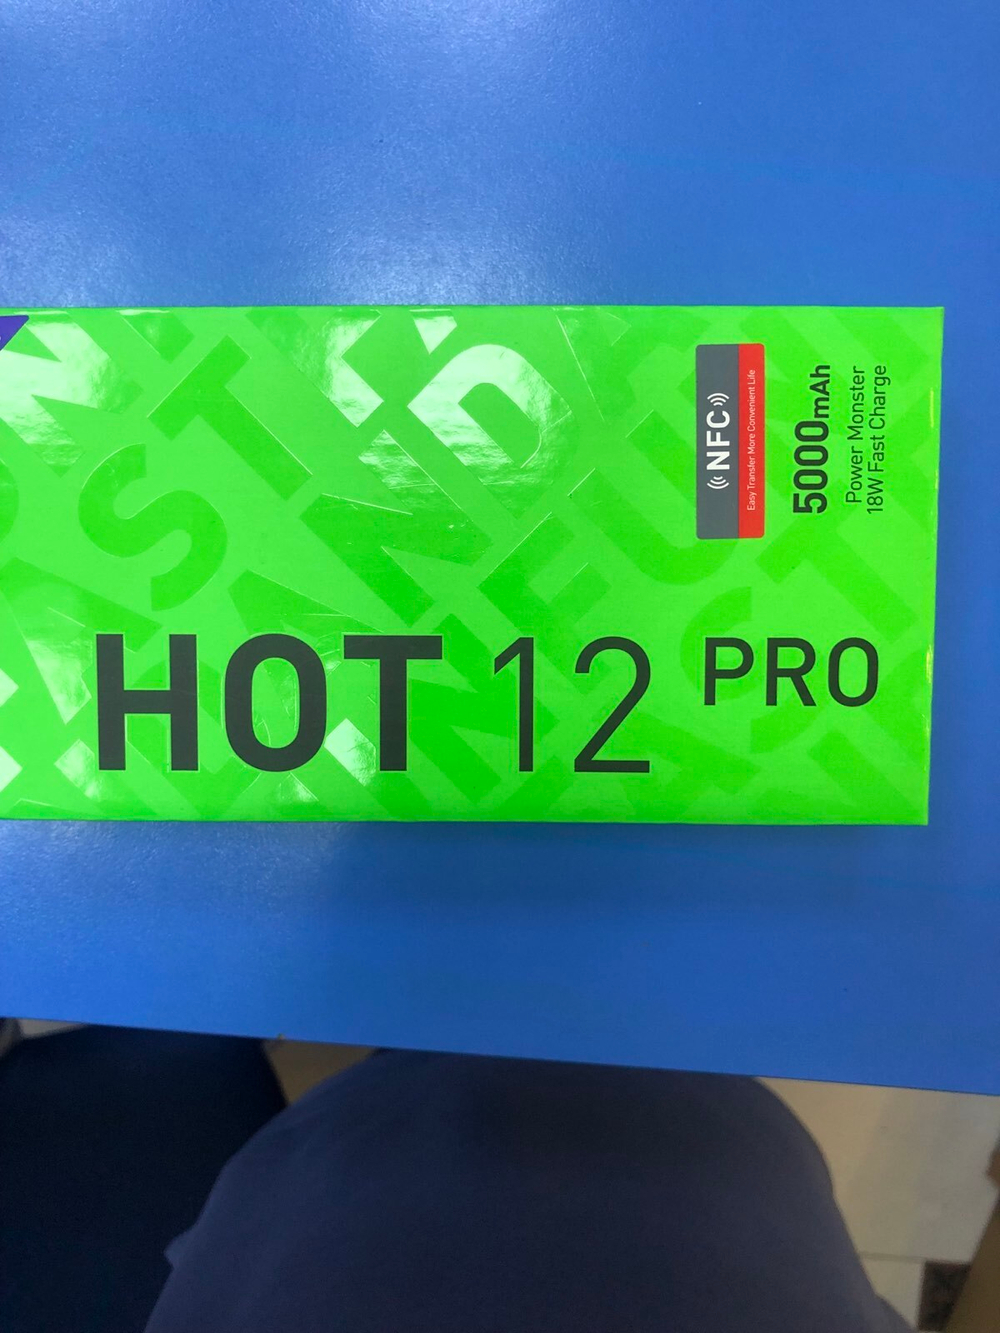 HOT 12 PRO
NFC
Easy Transfer More Convenient Life
5000mAh
Power Monster
18W Fast Charge